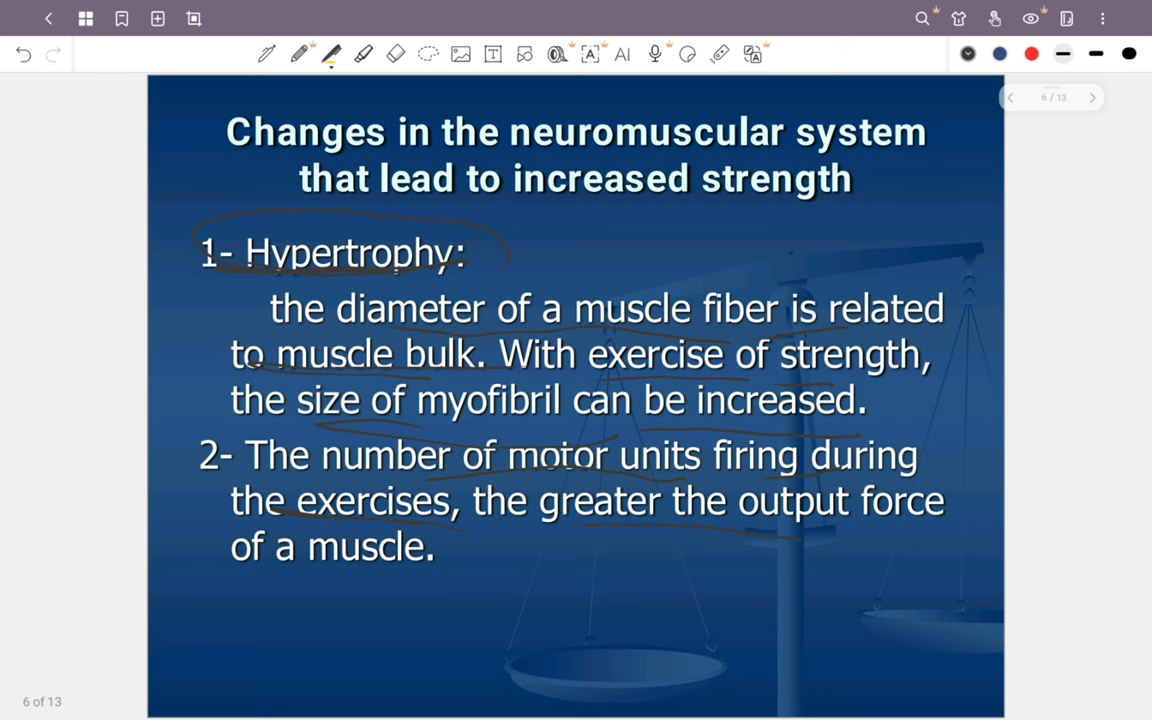 AI
6 / 13
Changes in the neuromuscular system
that lead to increased strength
1- Hypertrophy:
the diameter of a muscle fiber is related
to muscle bulk. With exercise of strength,
the size of myofibril can be increased.
2- The number of motor units firing during
the exercises, the greater the output force
of a muscle.
6 of 13